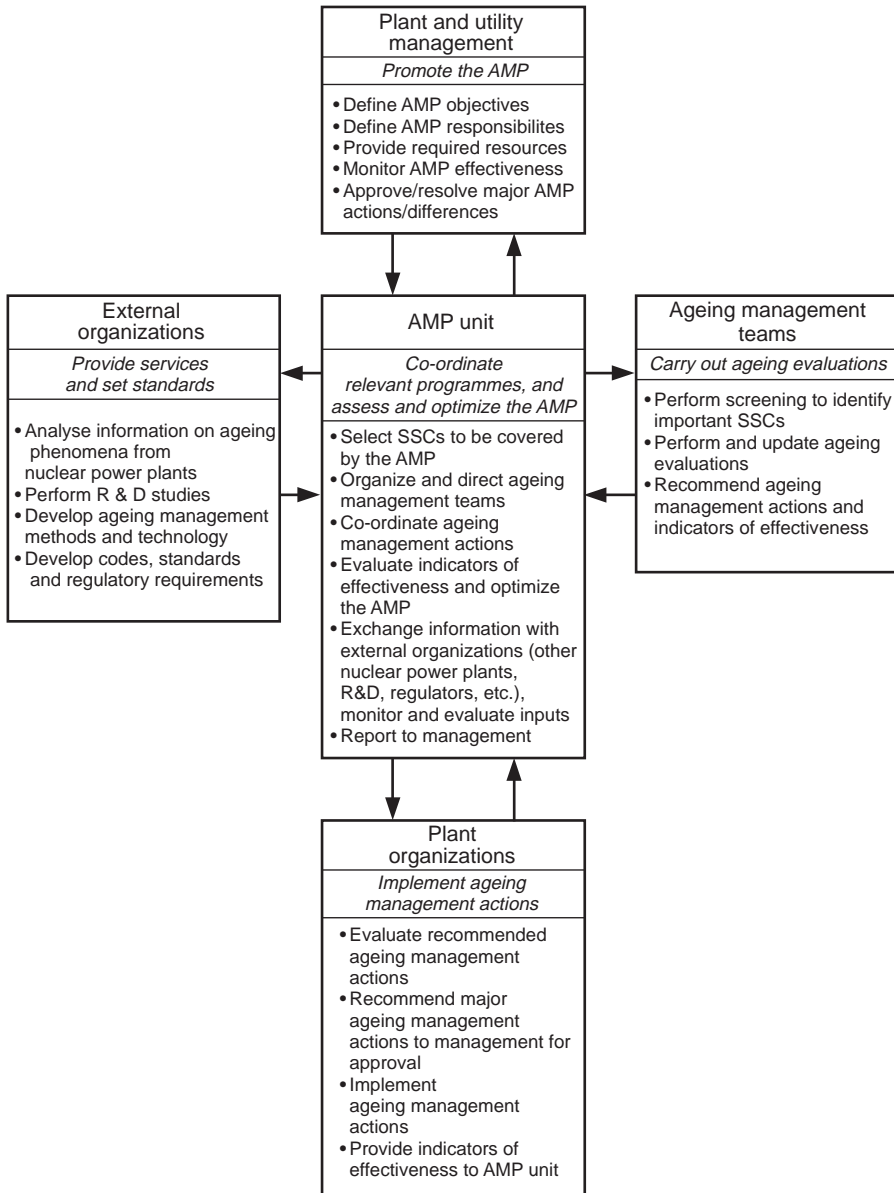 Plant and utility
management
Promote the AMP
• Define AMP objectives
• Define AMP responsibilites
• Provide required resources
• Monitor AMP effectiveness
• Approve/resolve major AMP
actions/differences
External
organizations
Provide services
and set standards
• Analyse information on ageing
phenomena from
nuclear power plants
• Perform R & D studies
• Develop ageing management
methods and technology
• Develop codes, standards
and regulatory requirements
AMP unit
Co-ordinate
relevant programmes, and
assess and optimize the AMP
• Select SSCs to be covered
by the AMP
• Organize and direct ageing
management teams
• Co-ordinate ageing
management actions
• Evaluate indicators of
effectiveness and optimize
the AMP
• Exchange information with
external organizations (other
nuclear power plants,
R&D, regulators, etc.),
monitor and evaluate inputs
• Report to management
Ageing management
teams
Carry out ageing evaluations
• Perform screening to identify
important SSCs
• Perform and update ageing
evaluations
• Recommend ageing
management actions and
indicators of effectiveness
Plant
organizations
Implement ageing
management actions
• Evaluate recommended
ageing management
actions
• Recommend major
ageing management
actions to management for
approval
• Implement
ageing management
actions
• Provide indicators of
effectiveness to AMP unit